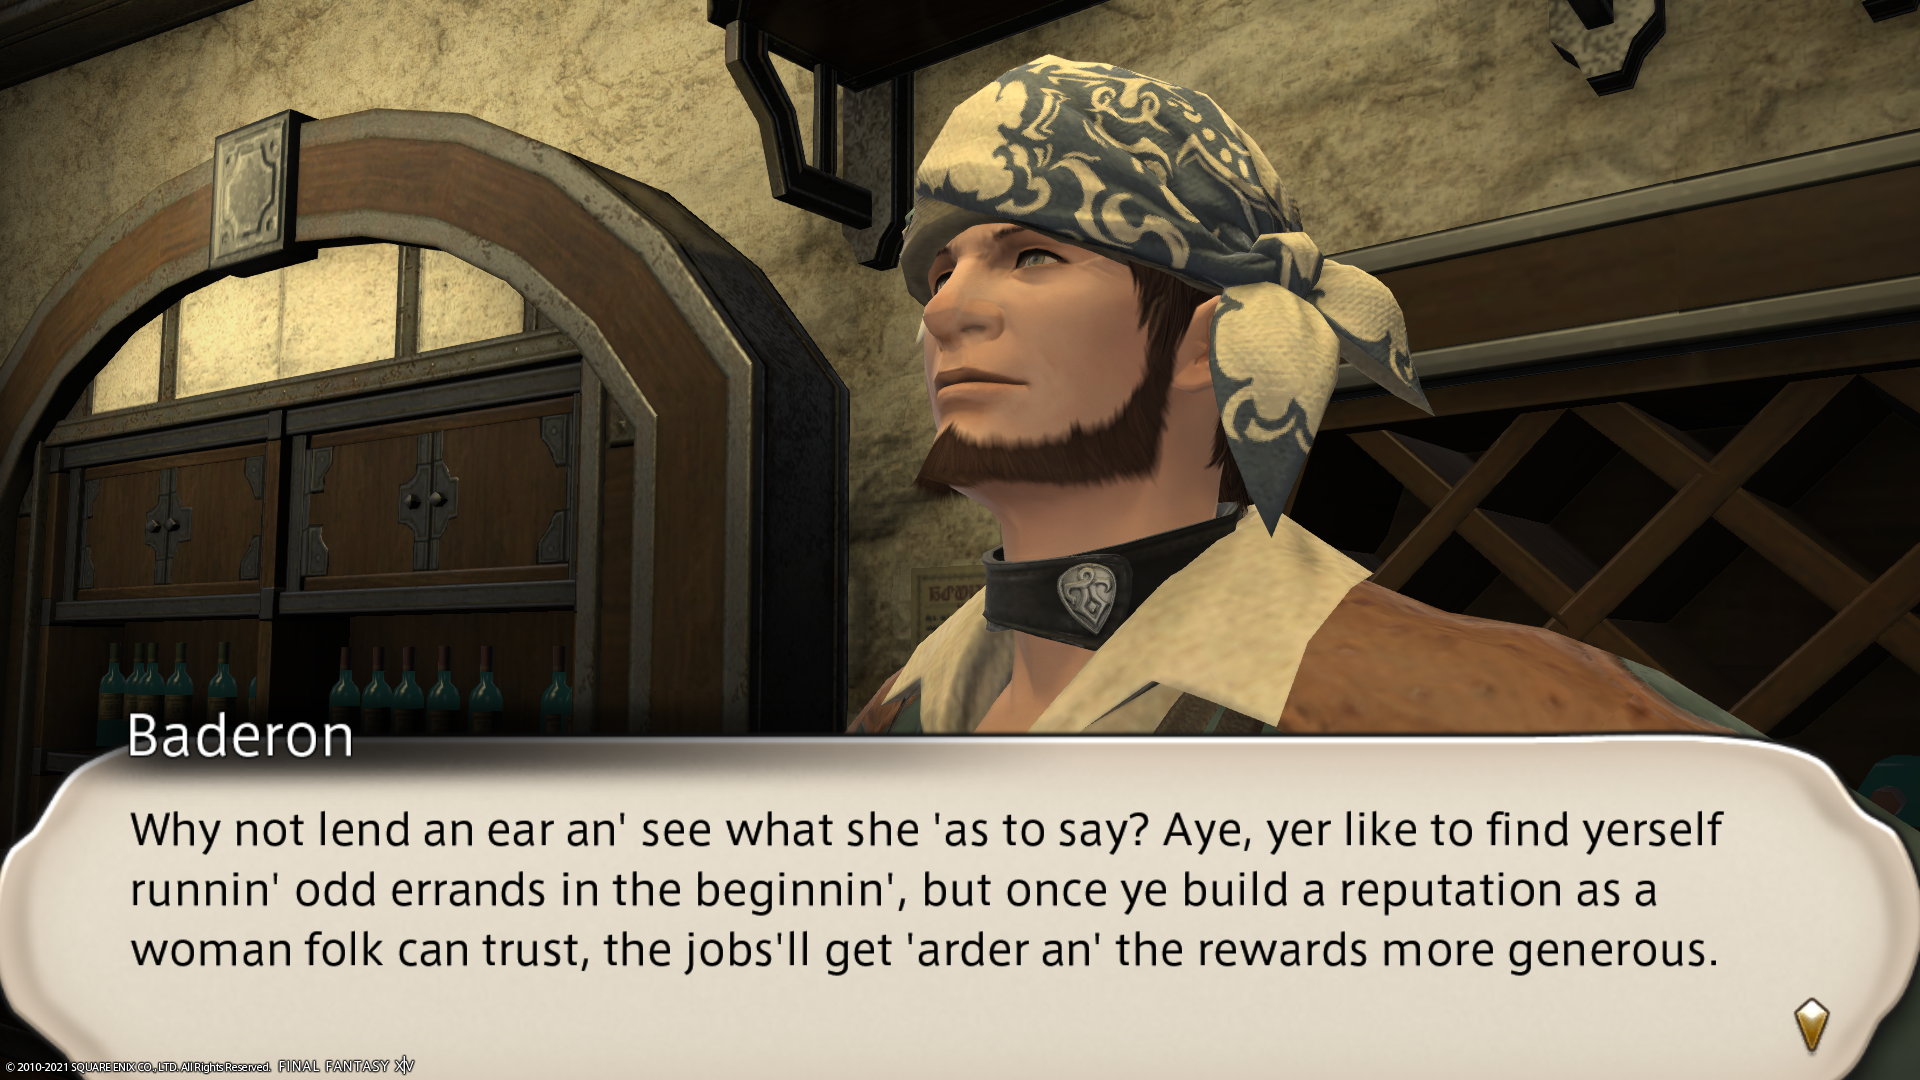 Baderon
Why not lend an ear an' see what she 'as to say? Aye, yer like to find yerself
runnin' odd errands in the beginnin', but once ye build a reputation as a
woman folk can trust, the jobs'll get 'arder an' the rewards more generous.
© 2010-2021 SQUARE ENIX CO., LTD. All Rights Reserved. FINAL FANTASY XIV